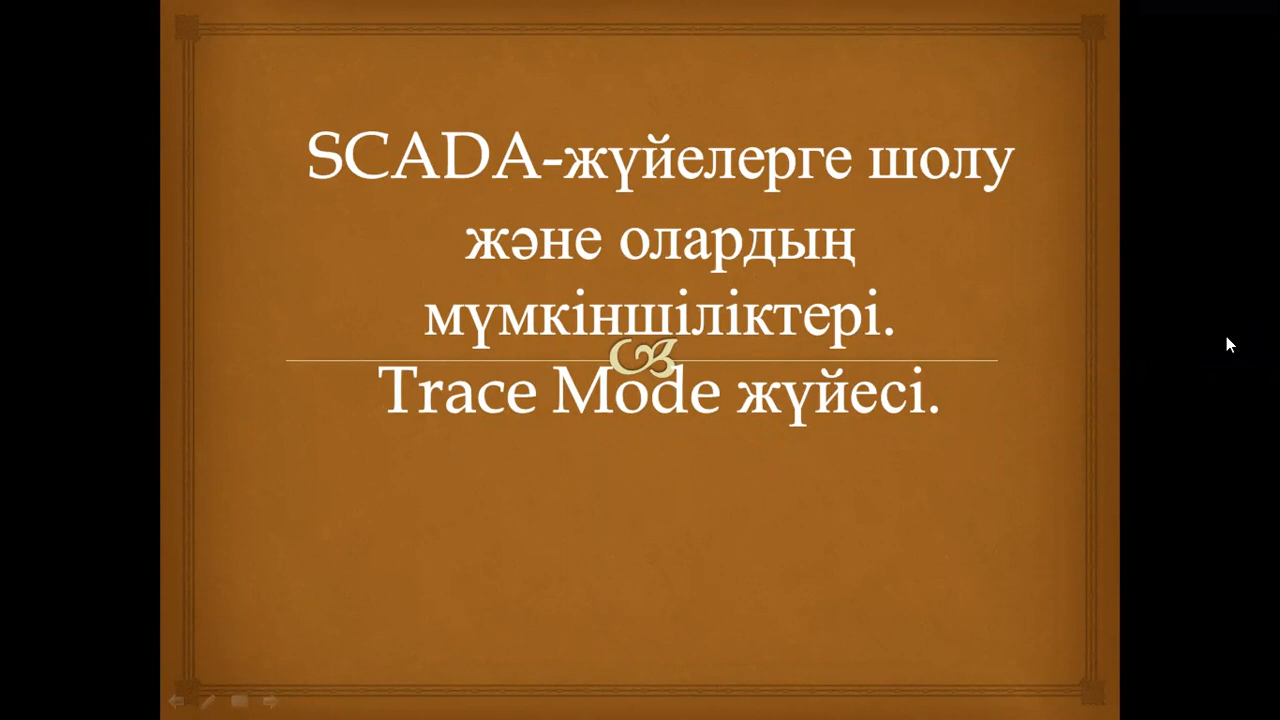 SCADA-жүйелерге шолу
және олардың
мүмкіншіліктері.
Trace Mode жүйесі.